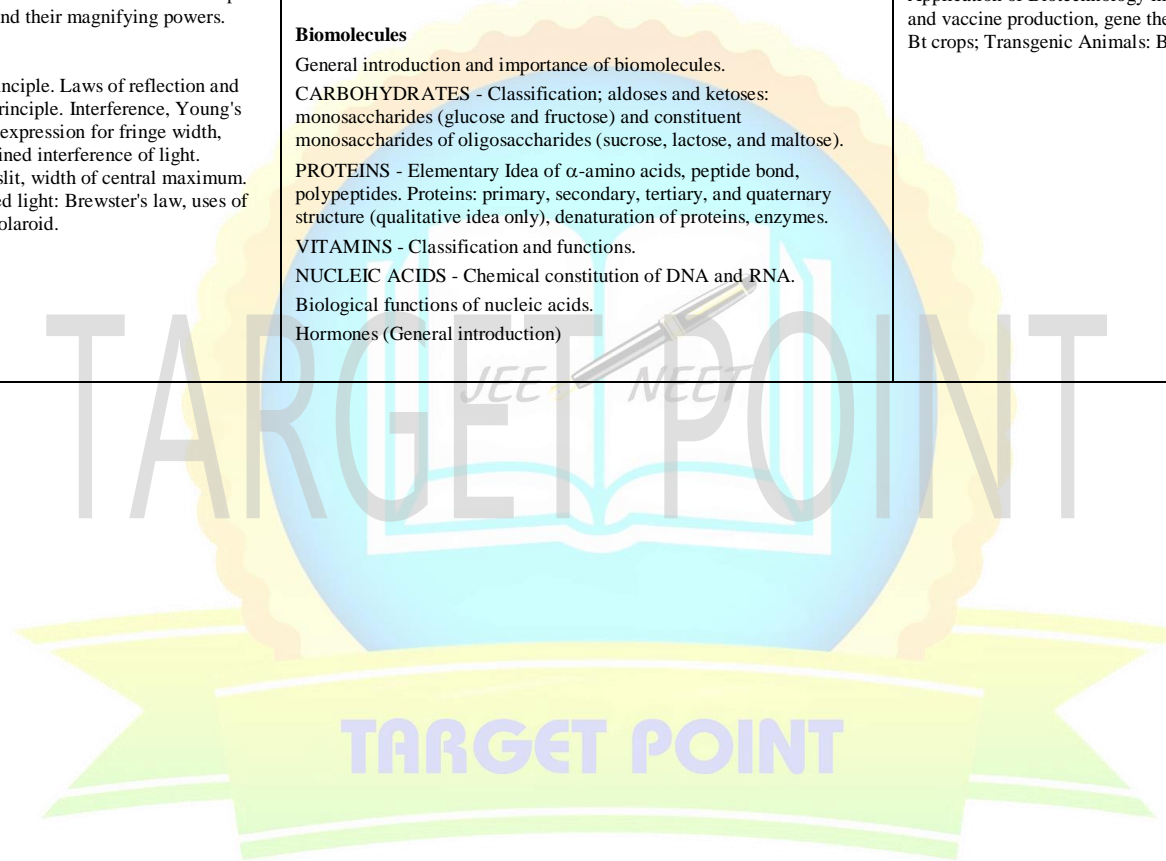 nd their magnifying powers.
nciple. Laws of reflection and
rinciple. Interference, Young's
expression for fringe width,
ined interference of light.
slit, width of central maximum.
ed light: Brewster's law, uses of
olaroid.
Biomolecules
General introduction and importance of biomolecules.
CARBOHYDRATES - Classification; aldoses and ketoses:
monosaccharides (glucose and fructose) and constituent
monosaccharides of oligosaccharides (sucrose, lactose, and maltose).
PROTEINS - Elementary Idea of α-amino acids, peptide bond,
polypeptides. Proteins: primary, secondary, tertiary, and quaternary
structure (qualitative idea only), denaturation of proteins, enzymes.
VITAMINS - Classification and functions.
NUCLEIC ACIDS - Chemical constitution of DNA and RNA.
Biological functions of nucleic acids.
Hormones (General introduction)
and vaccine production, gene the
Bt crops; Transgenic Animals: B
TARGET POINT
JEE NEET
TARGET POINT